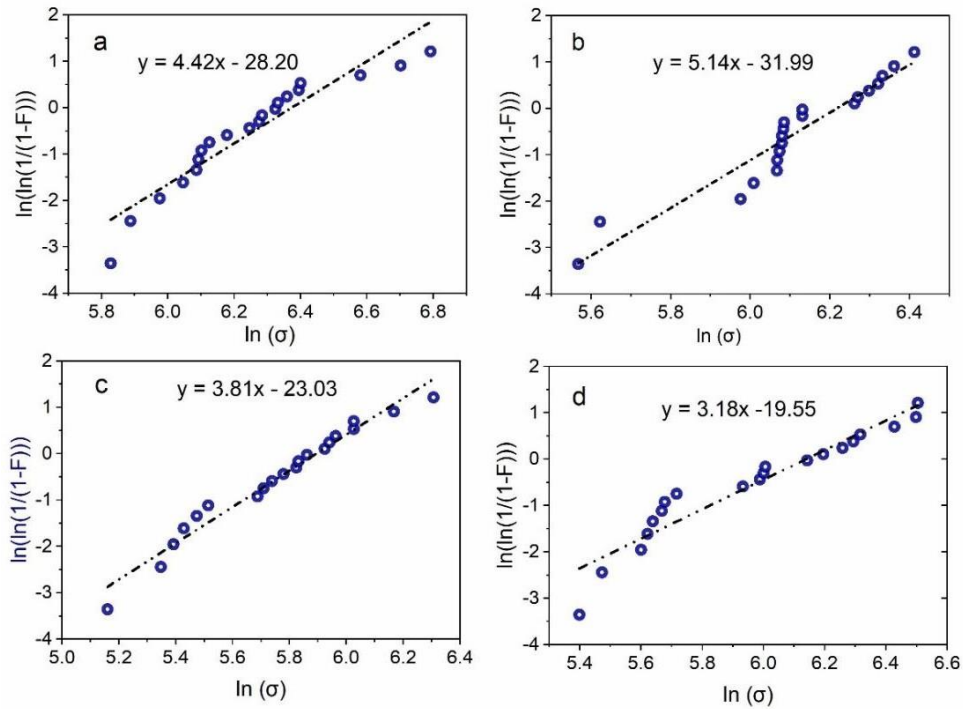 a
y = 4.42x - 28.20
ln(ln(1/(1-F)))
2
1
0
-1
-2
-3
-4
5.8 6.0 6.2 6.4 6.6 6.8
ln (σ)
b
y = 5.14x - 31.99
ln(ln(1/(1-F)))
2
1
0
-1
-2
-3
-4
5.6 5.8 6.0 6.2 6.4
ln (σ)
c
y = 3.81x - 23.03
ln(ln(1/(1-F)))
2
1
0
-1
-2
-3
-4
5.0 5.2 5.4 5.6 5.8 6.0 6.2 6.4
ln (σ)
d
y = 3.18x -19.55
ln(ln(1/(1-F)))
2
1
0
-1
-2
-3
-4
5.4 5.6 5.8 6.0 6.2 6.4 6.6
ln (σ)